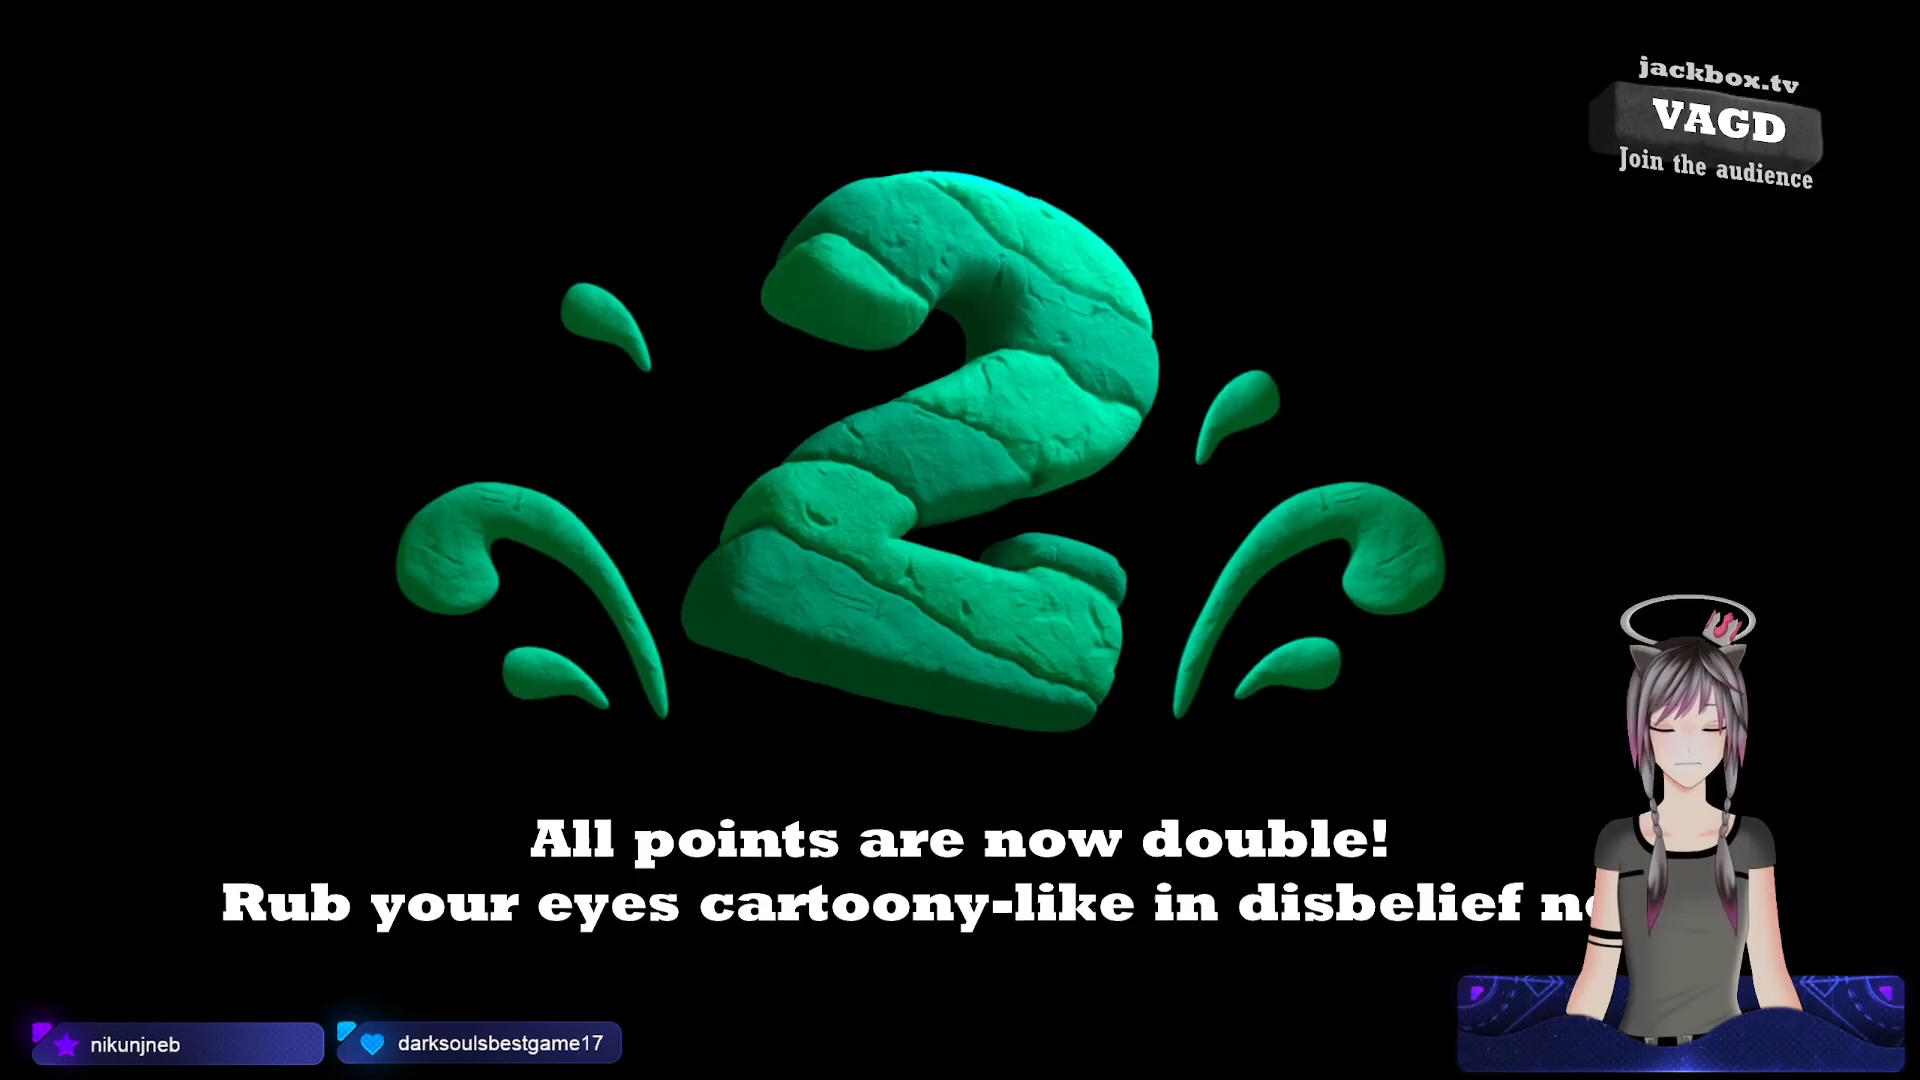 jackbox.tv
VAGD
Join the audience
2
All points are now double!
Rub your eyes cartoony-like in disbelief
nikunjneb
darksoulsbestgame17